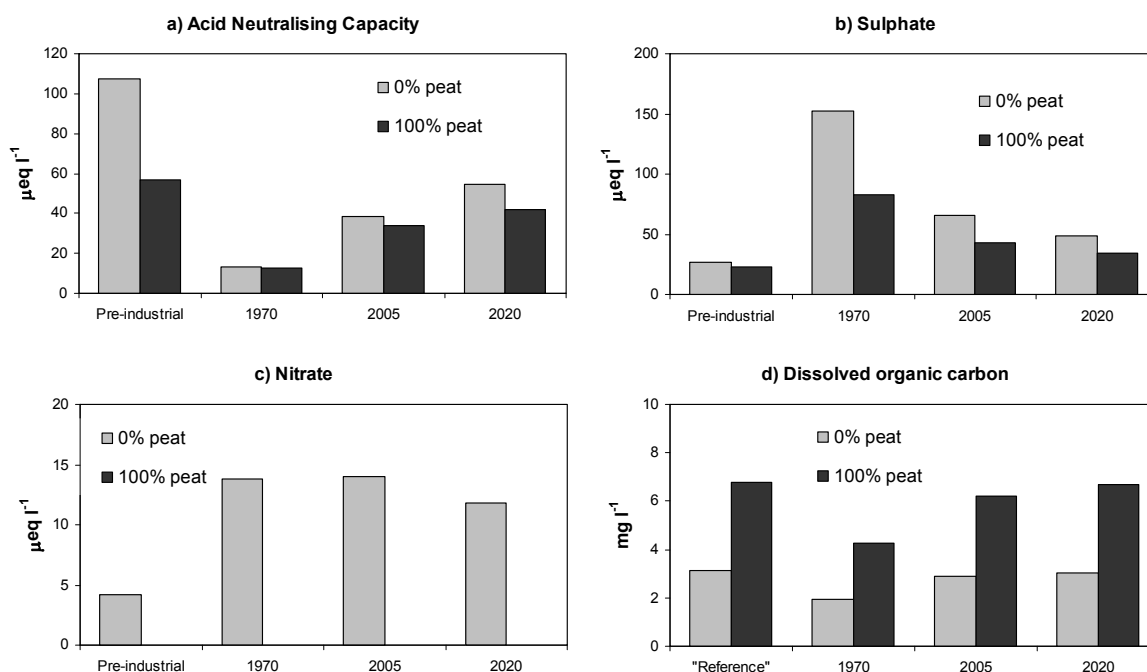 a) Acid Neutralising Capacity
120
100
80
60
40
20
0
µeq l⁻¹
0% peat
100% peat
Pre-industrial 1970 2005 2020
b) Sulphate
200
150
100
50
0
µeq l⁻¹
0% peat
100% peat
Pre-industrial 1970 2005 2020
c) Nitrate
20
15
10
5
0
µeq l⁻¹
0% peat
100% peat
Pre-industrial 1970 2005 2020
d) Dissolved organic carbon
10
8
6
4
2
0
mg l⁻¹
0% peat
100% peat
"Reference" 1970 2005 2020